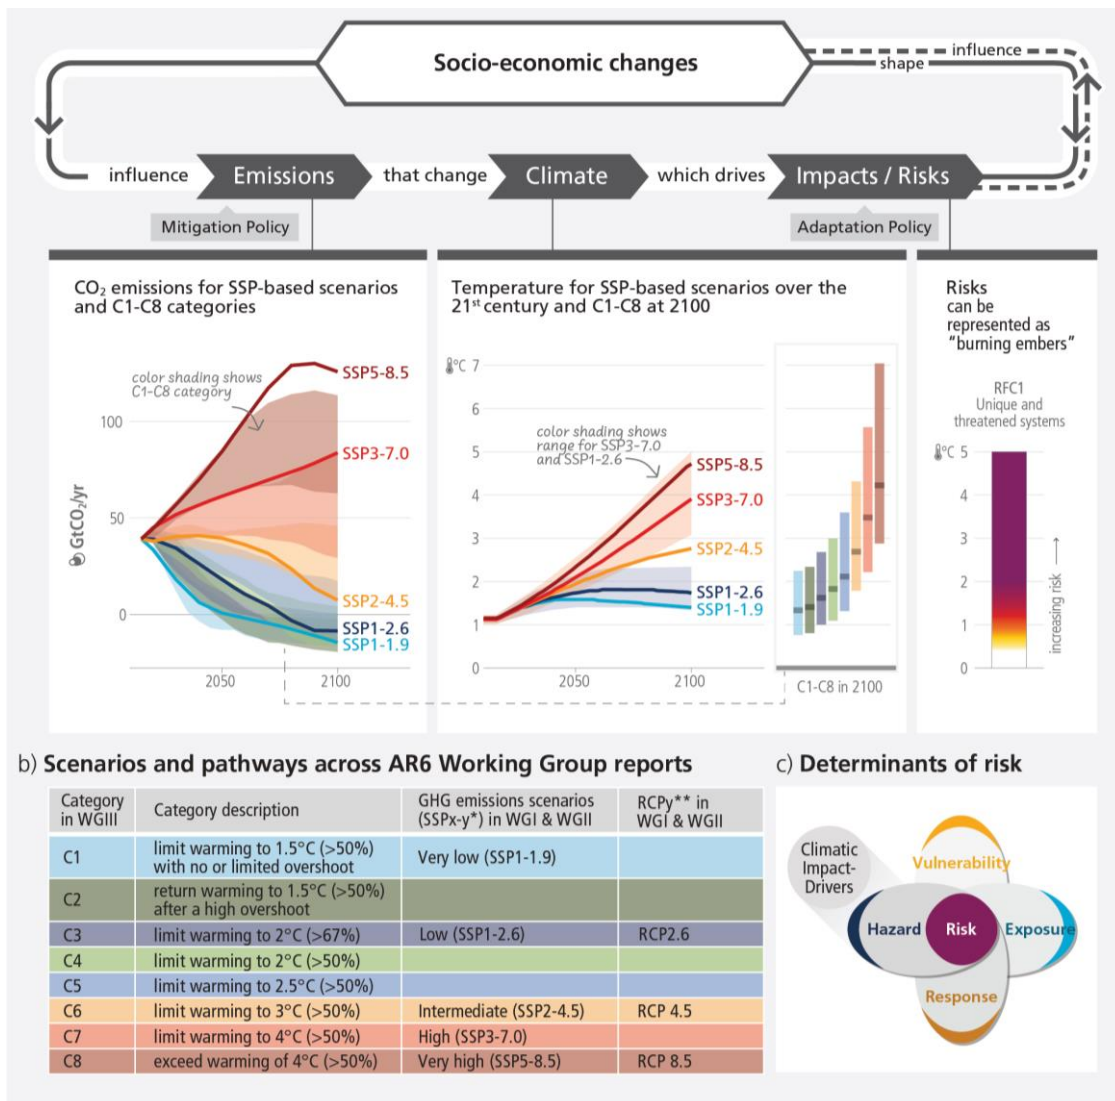 Socio-economic changes
influence
shape
influence
Emissions
that change
Climate
which drives
Impacts / Risks
Mitigation Policy
Adaptation Policy
CO₂ emissions for SSP-based scenarios
and C1-C8 categories
color shading shows
C1-C8 category
GtCO₂/yr
100
50
0
2050
2100
SSP5-8.5
SSP3-7.0
SSP2-4.5
SSP1-2.6
SSP1-1.9
Temperature for SSP-based scenarios over the
21st century and C1-C8 at 2100
°C 7
6
5
4
3
2
1
0
color shading shows
range for SSP3-7.0
and SSP1-2.6
SSP5-8.5
SSP3-7.0
SSP2-4.5
SSP1-2.6
SSP1-1.9
2050
2100
C1-C8 in 2100
Risks
can be
represented as
“burning embers”
RFC1
Unique and
threatened systems
°C 5
4
3
2
1
0
increasing risk
b) Scenarios and pathways across AR6 Working Group reports
Category
in WGIII
Category description
GHG emissions scenarios
(SSPx-y*) in WGI & WGII
RCPy** in
WGI & WGII
C1
limit warming to 1.5°C (>50%)
with no or limited overshoot
Very low (SSP1-1.9)
C2
return warming to 1.5°C (>50%)
after a high overshoot
C3
limit warming to 2°C (>67%)
Low (SSP1-2.6)
RCP2.6
C4
limit warming to 2°C (>50%)
C5
limit warming to 2.5°C (>50%)
C6
limit warming to 3°C (>50%)
Intermediate (SSP2-4.5)
RCP 4.5
C7
limit warming to 4°C (>50%)
High (SSP3-7.0)
C8
exceed warming of 4°C (>50%)
Very high (SSP5-8.5)
RCP 8.5
c) Determinants of risk
Climatic
Impact-
Drivers
Vulnerability
Hazard
Risk
Exposure
Response